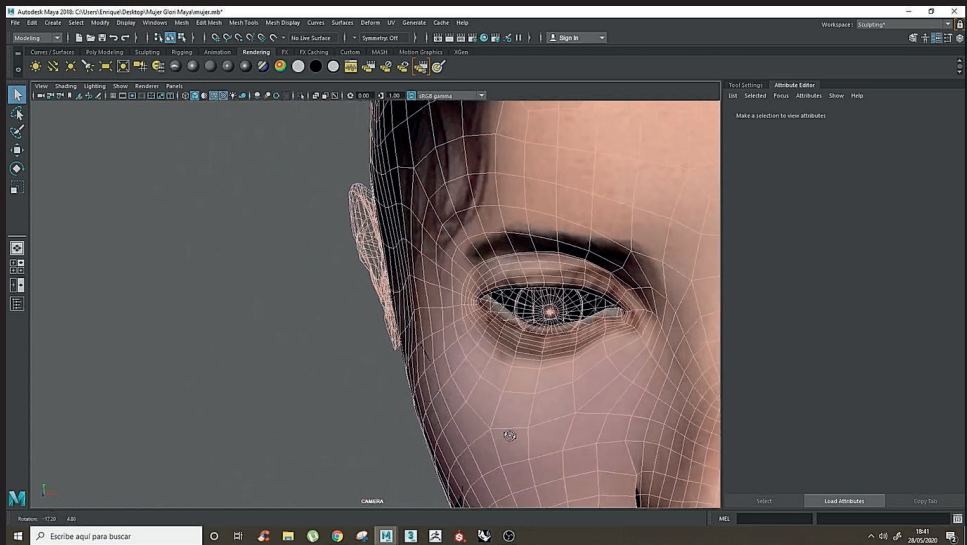 Autodesk Maya 2018: C:\Users\Enrique\Desktop\Mujer Glori Maya\mujer.mb*
File Edit Create Select Modify Display Windows Mesh Edit Mesh Mesh Tools Mesh Display Curves Surfaces Deform UV Generate Cache Help
Workspace: Sculpting*
Modeling No Live Surface Symmetry: Off Sign In
Curves / Surfaces Poly Modeling Sculpting Rigging Animation Rendering FX FX Caching Custom MASH Motion Graphics XGen
View Shading Lighting Show Renderer Panels
0.00 1.00 sRGB gamma
Tool Settings Attribute Editor
List Selected Focus Attributes Show Help
Make a selection to view attributes
CAMERA
Select Load Attributes Copy Tab
Rotation: -17.20 4.80
MEL
Escribe aquí para buscar
18:41
28/05/2020